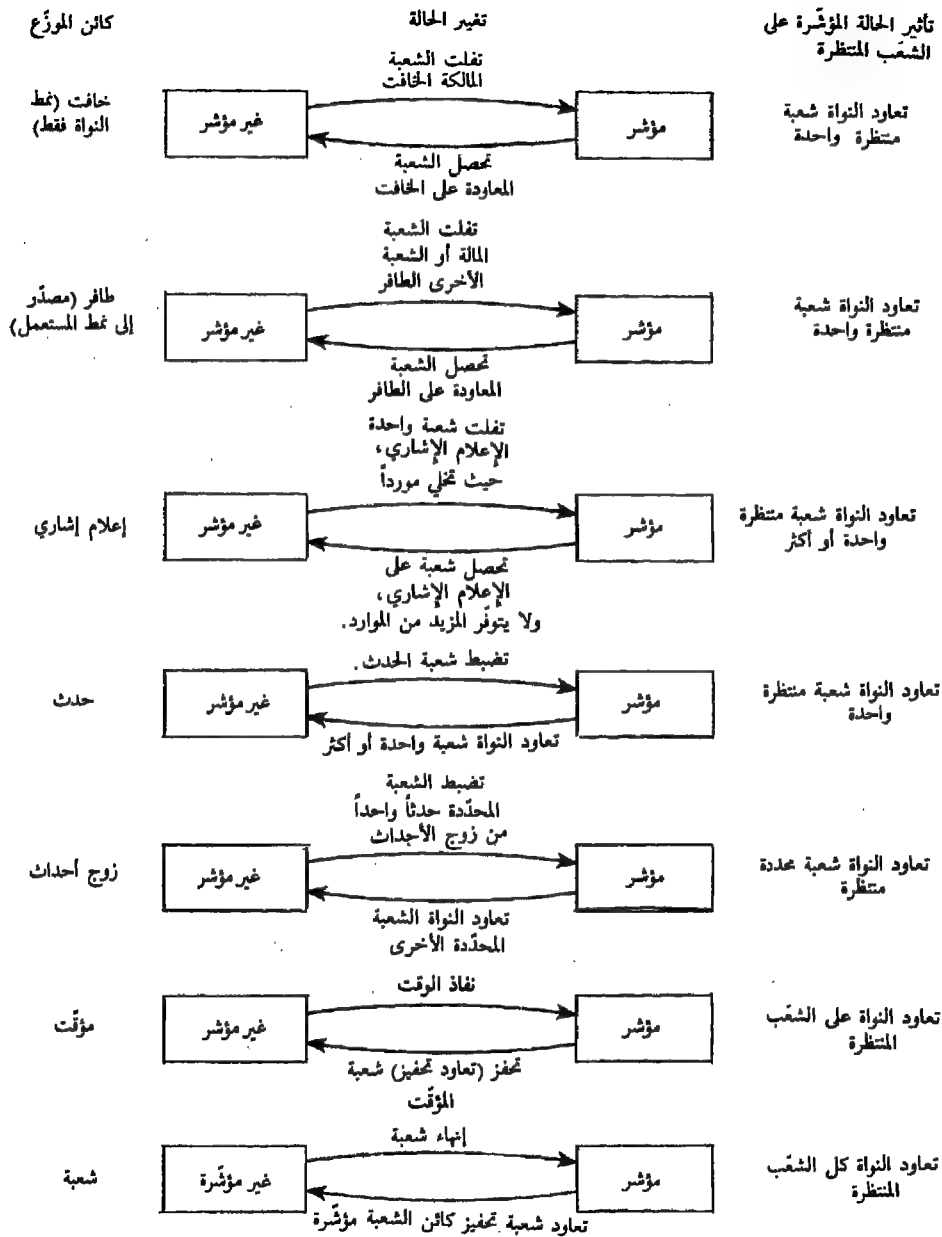 تأثير الحالة المؤشّرة على
الشعَب المنتظرة
تغيير الحالة
كائن الموزّع
تفلت الشعبة
المالكة الخافت
خافت (نمط
النواة فقط)
غير مؤشر
مؤشر
تعاود النواة شعبة
منتظرة واحدة
تحصل الشعبة
المعاودة على الخافت
تفلت الشعبة
المالة أو الشعبة
الأخرى الطافر
طافر (مصدّر
إلى نمط المستعمل)
غير مؤشر
مؤشر
تعاود النواة شعبة
منتظرة واحدة
تحصل الشعبة
المعاودة على الطافر
تفلت شعبة واحدة
الإعلام الإشاري،
حيث تخلي مورداً
إعلام إشاري
غير مؤشر
مؤشر
تعاود النواة شعبة منتظرة
واحدة أو أكثر
تحصل شعبة على
الإعلام الإشاري،
ولا يتوفّر المزيد من الموارد.
تضبط شعبة الحدث.
حدث
غير مؤشر
مؤشر
تعاود النواة شعبة منتظرة
واحدة
تعاود النواة شعبة واحدة أو أكثر
تضبط الشعبة
المحدّدة حدثاً واحداً
من زوج الأحداث
زوج أحداث
غير مؤشر
مؤشر
تعاود النواة شعبة محددة
منتظرة
تعاود النواة الشعبة
المحدّدة الأخرى
نفاذ الوقت
مؤقّت
غير مؤشر
مؤشر
تعاود النواة على الشعَب
المنتظرة
تحفز (تعاود تحفيز) شعبة
المؤقّت
إنهاء شعبة
شعبة
غير مؤشّرة
مؤشر
تعاود النواة كل الشعَب
المنتظرة
تعاود شعبة تحفيز كائن الشعبة مؤشّرة